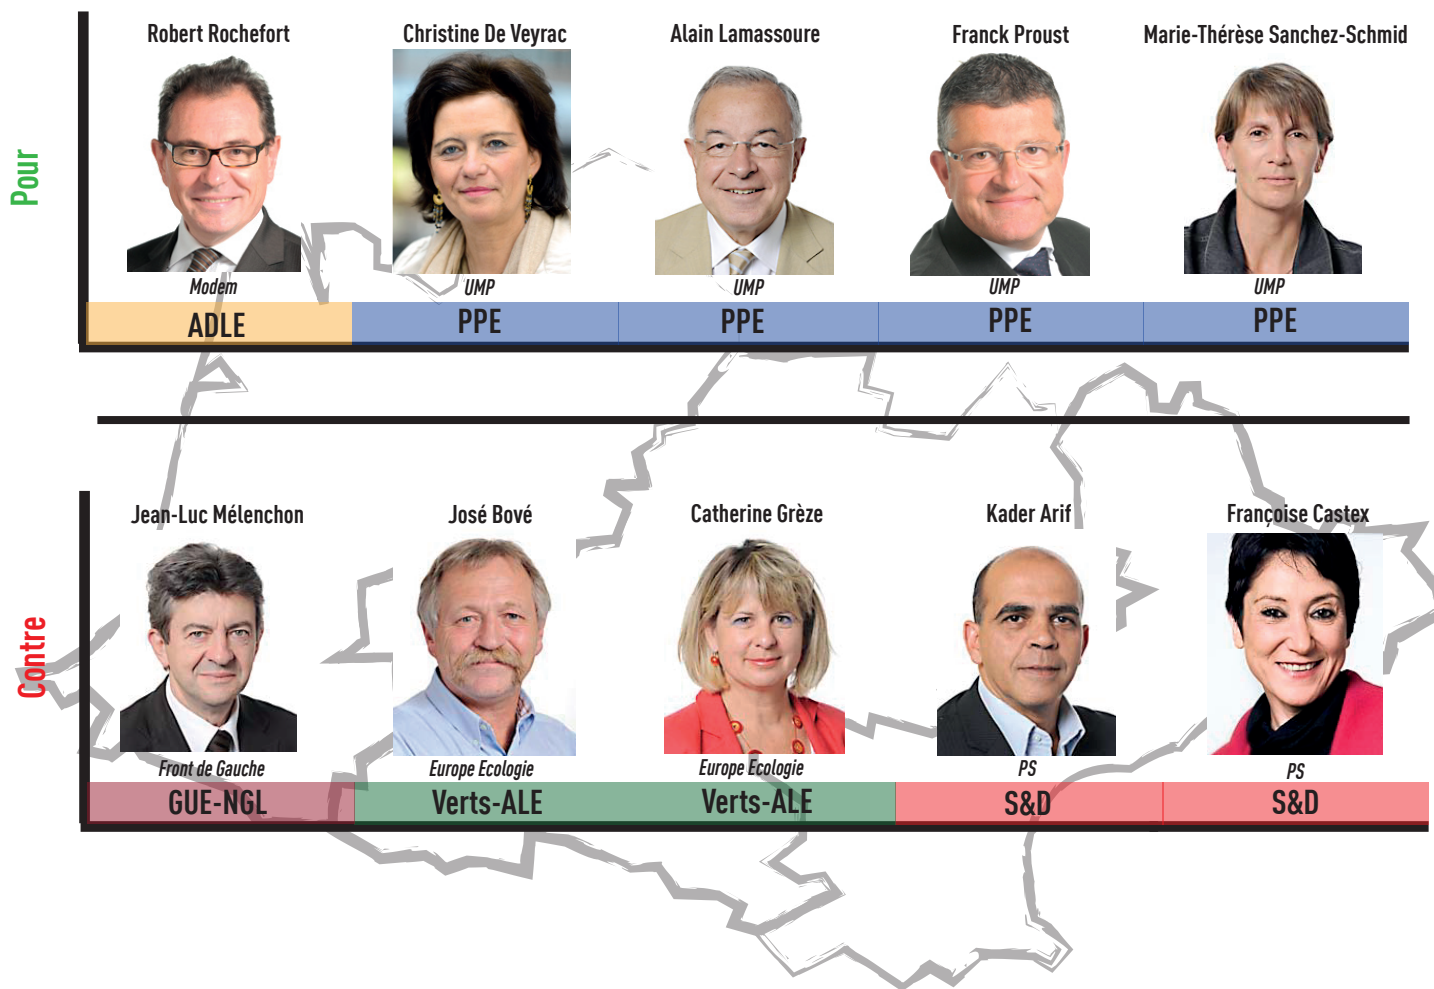 Pour
Robert Rochefort
Christine De Veyrac
Alain Lamassoure
Franck Proust
Marie-Thérèse Sanchez-Schmid
Modem
UMP
UMP
UMP
UMP
ADLE
PPE
PPE
PPE
PPE
Contre
Jean-Luc Mélenchon
José Bové
Catherine Grèze
Kader Arif
Françoise Castex
Front de Gauche
Europe Ecologie
Europe Ecologie
PS
PS
GUE-NGL
Verts-ALE
Verts-ALE
S&D
S&D